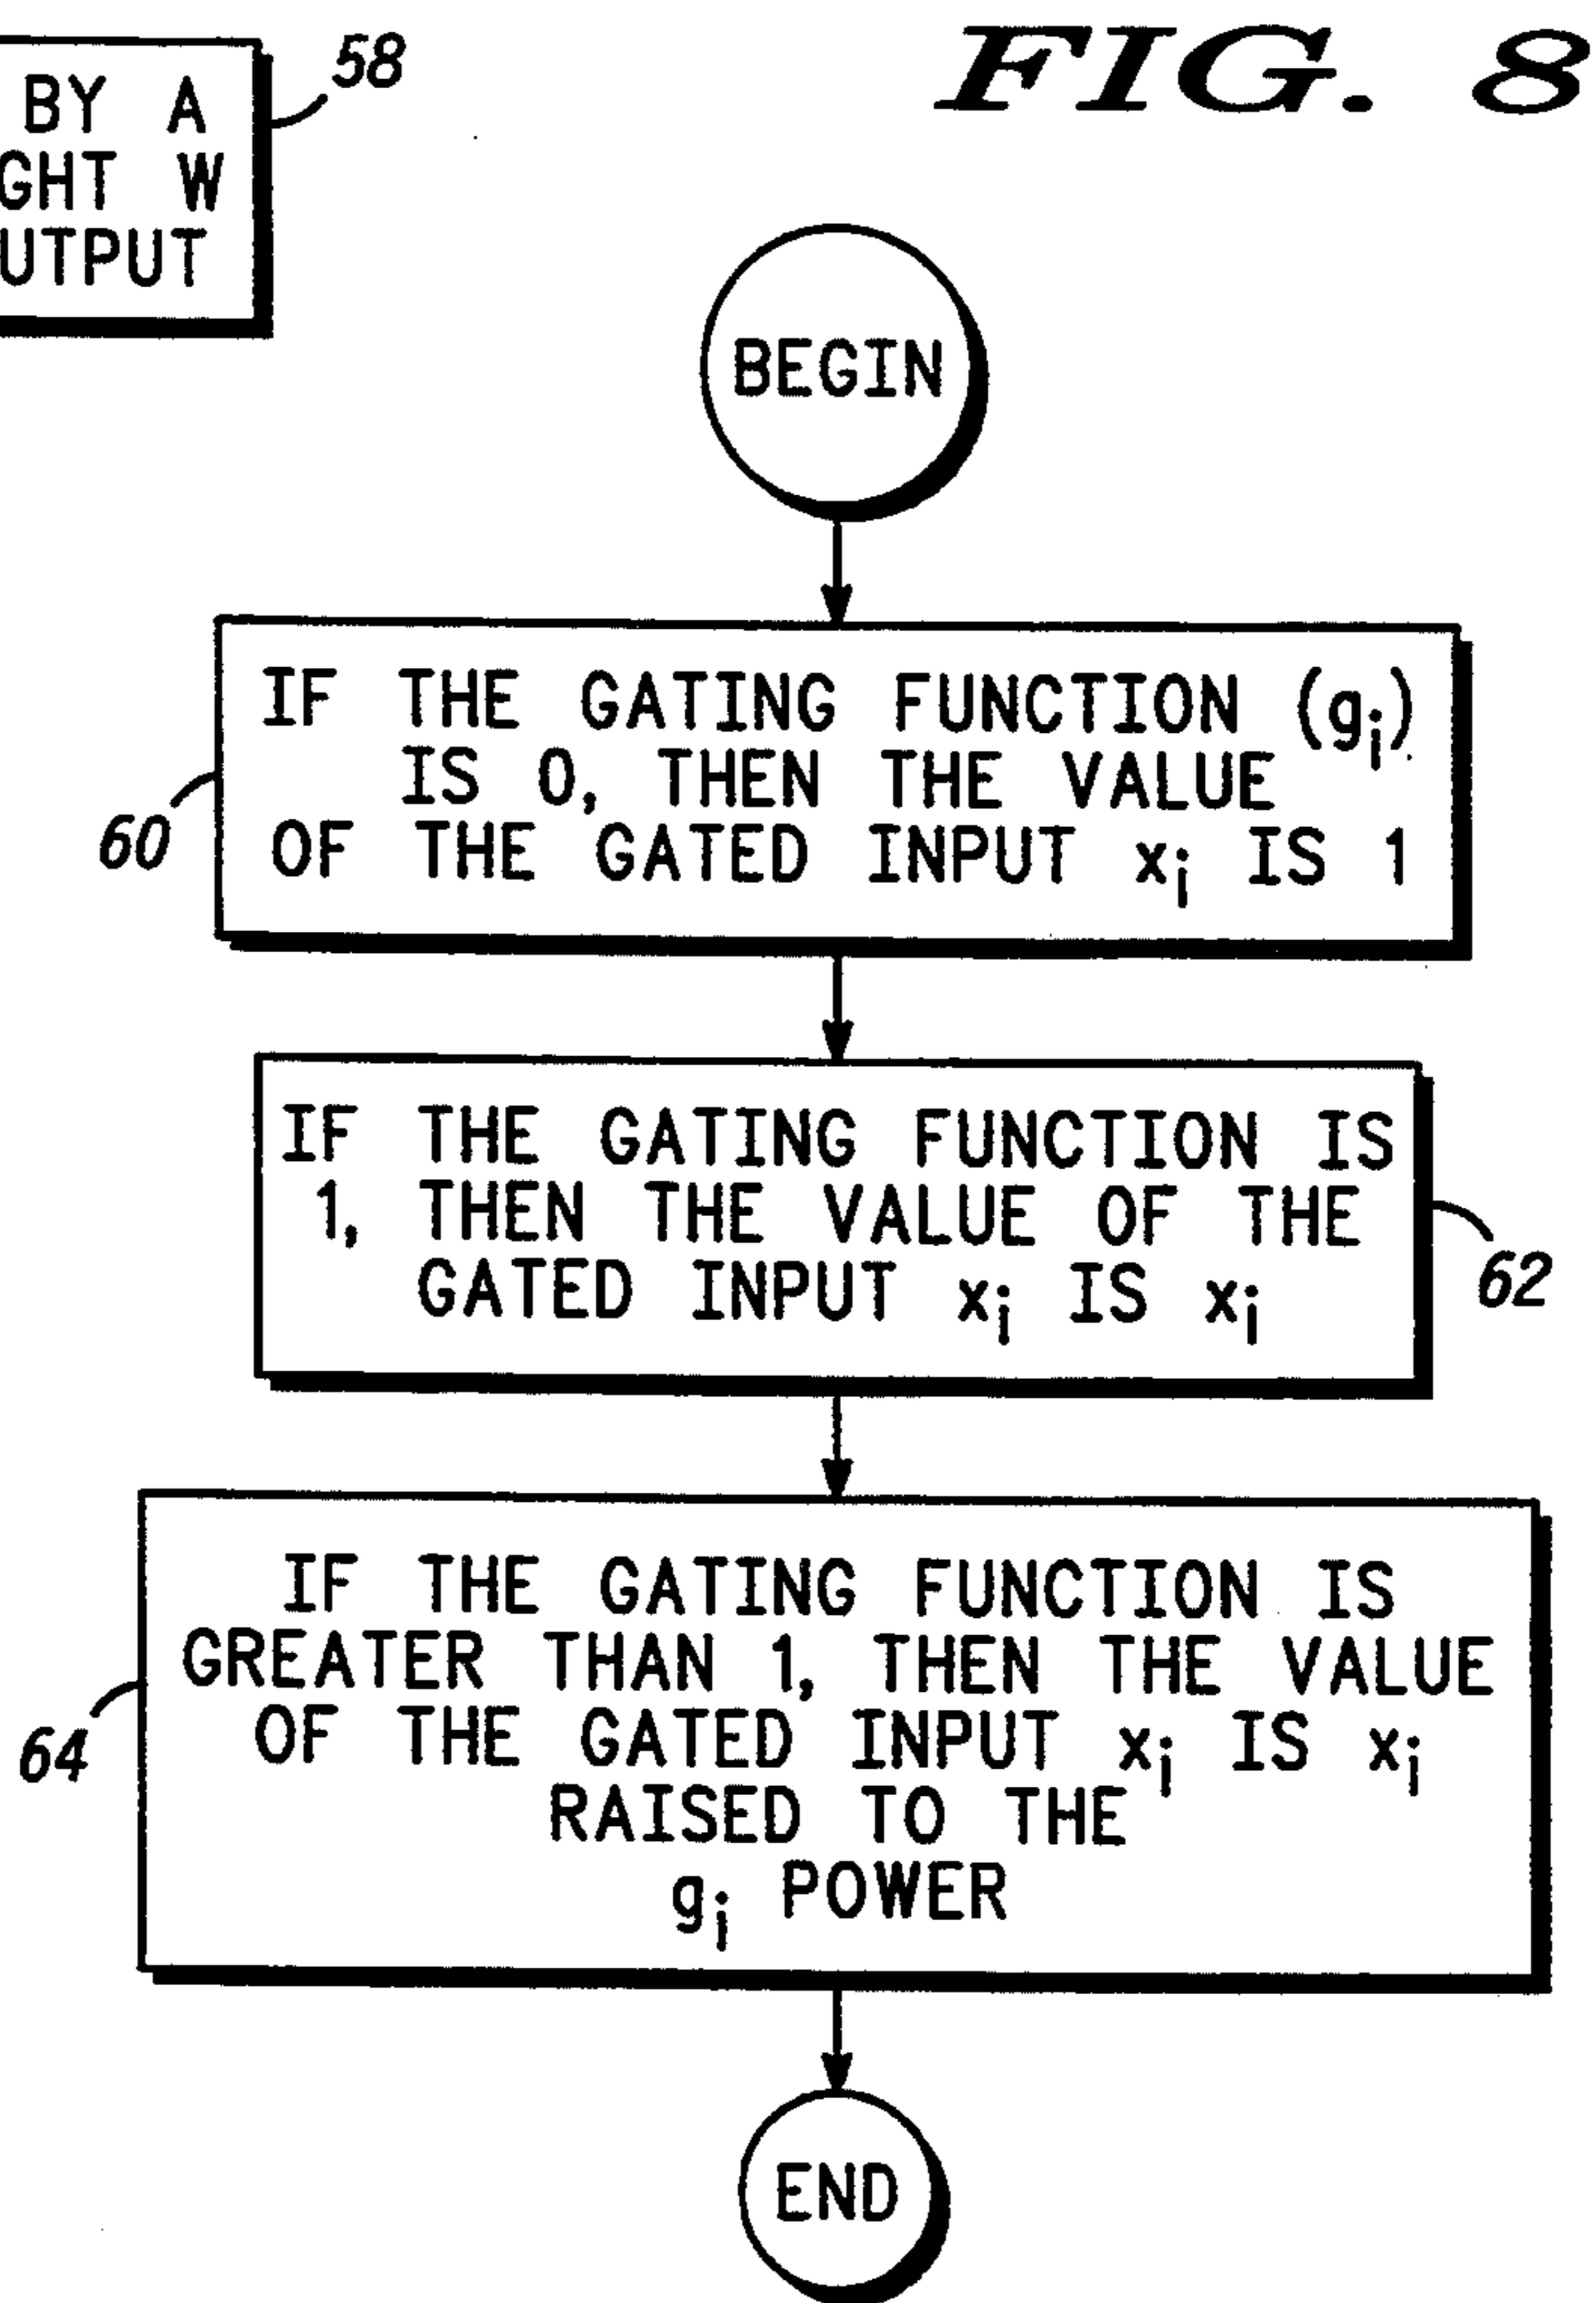 FIG. 8
58
BY A
GHT W
UTPUT
BEGIN
IF THE GATING FUNCTION (gi)
IS 0, THEN THE VALUE
OF THE GATED INPUT xi IS 1
60
IF THE GATING FUNCTION IS
1, THEN THE VALUE OF THE
GATED INPUT xi IS xi
62
IF THE GATING FUNCTION IS
GREATER THAN 1, THEN THE VALUE
OF THE GATED INPUT xi IS xi
RAISED TO THE
gi POWER
64
END